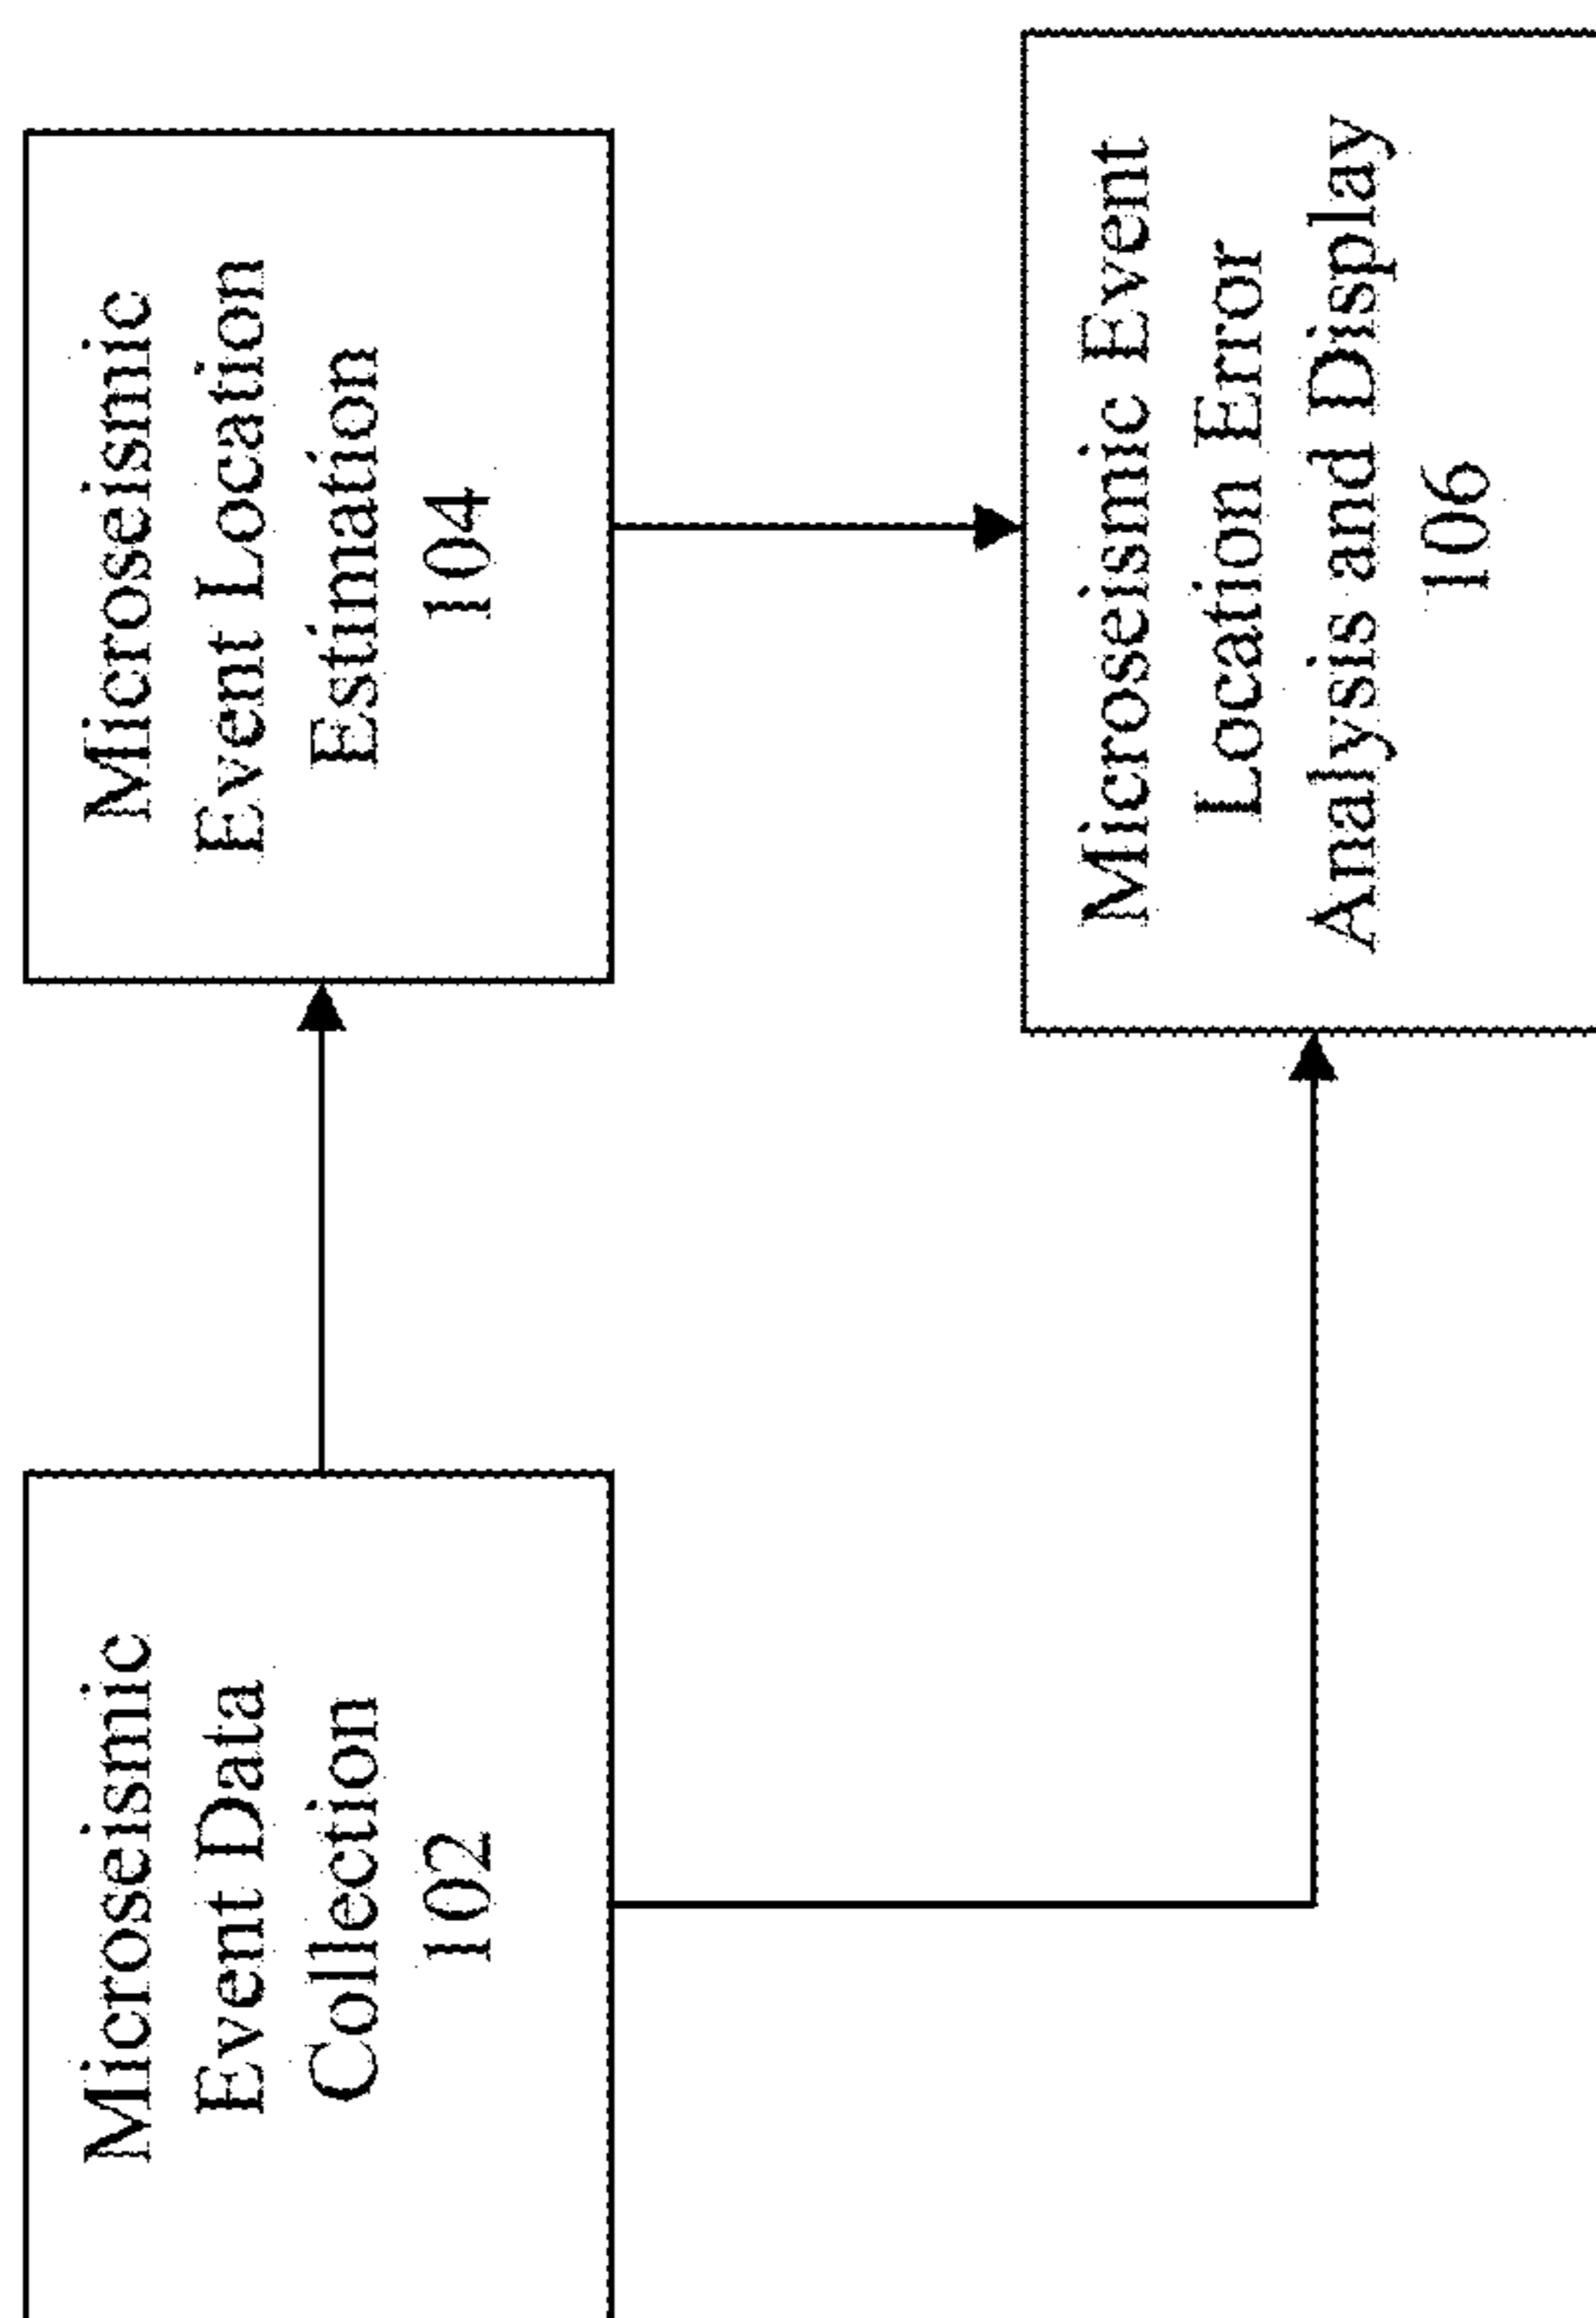 Microseismic
Event Data
Collection
102
Microseismic
Event Location
Estimation
104
Microseismic Event
Location Error
Analysis and Display
106